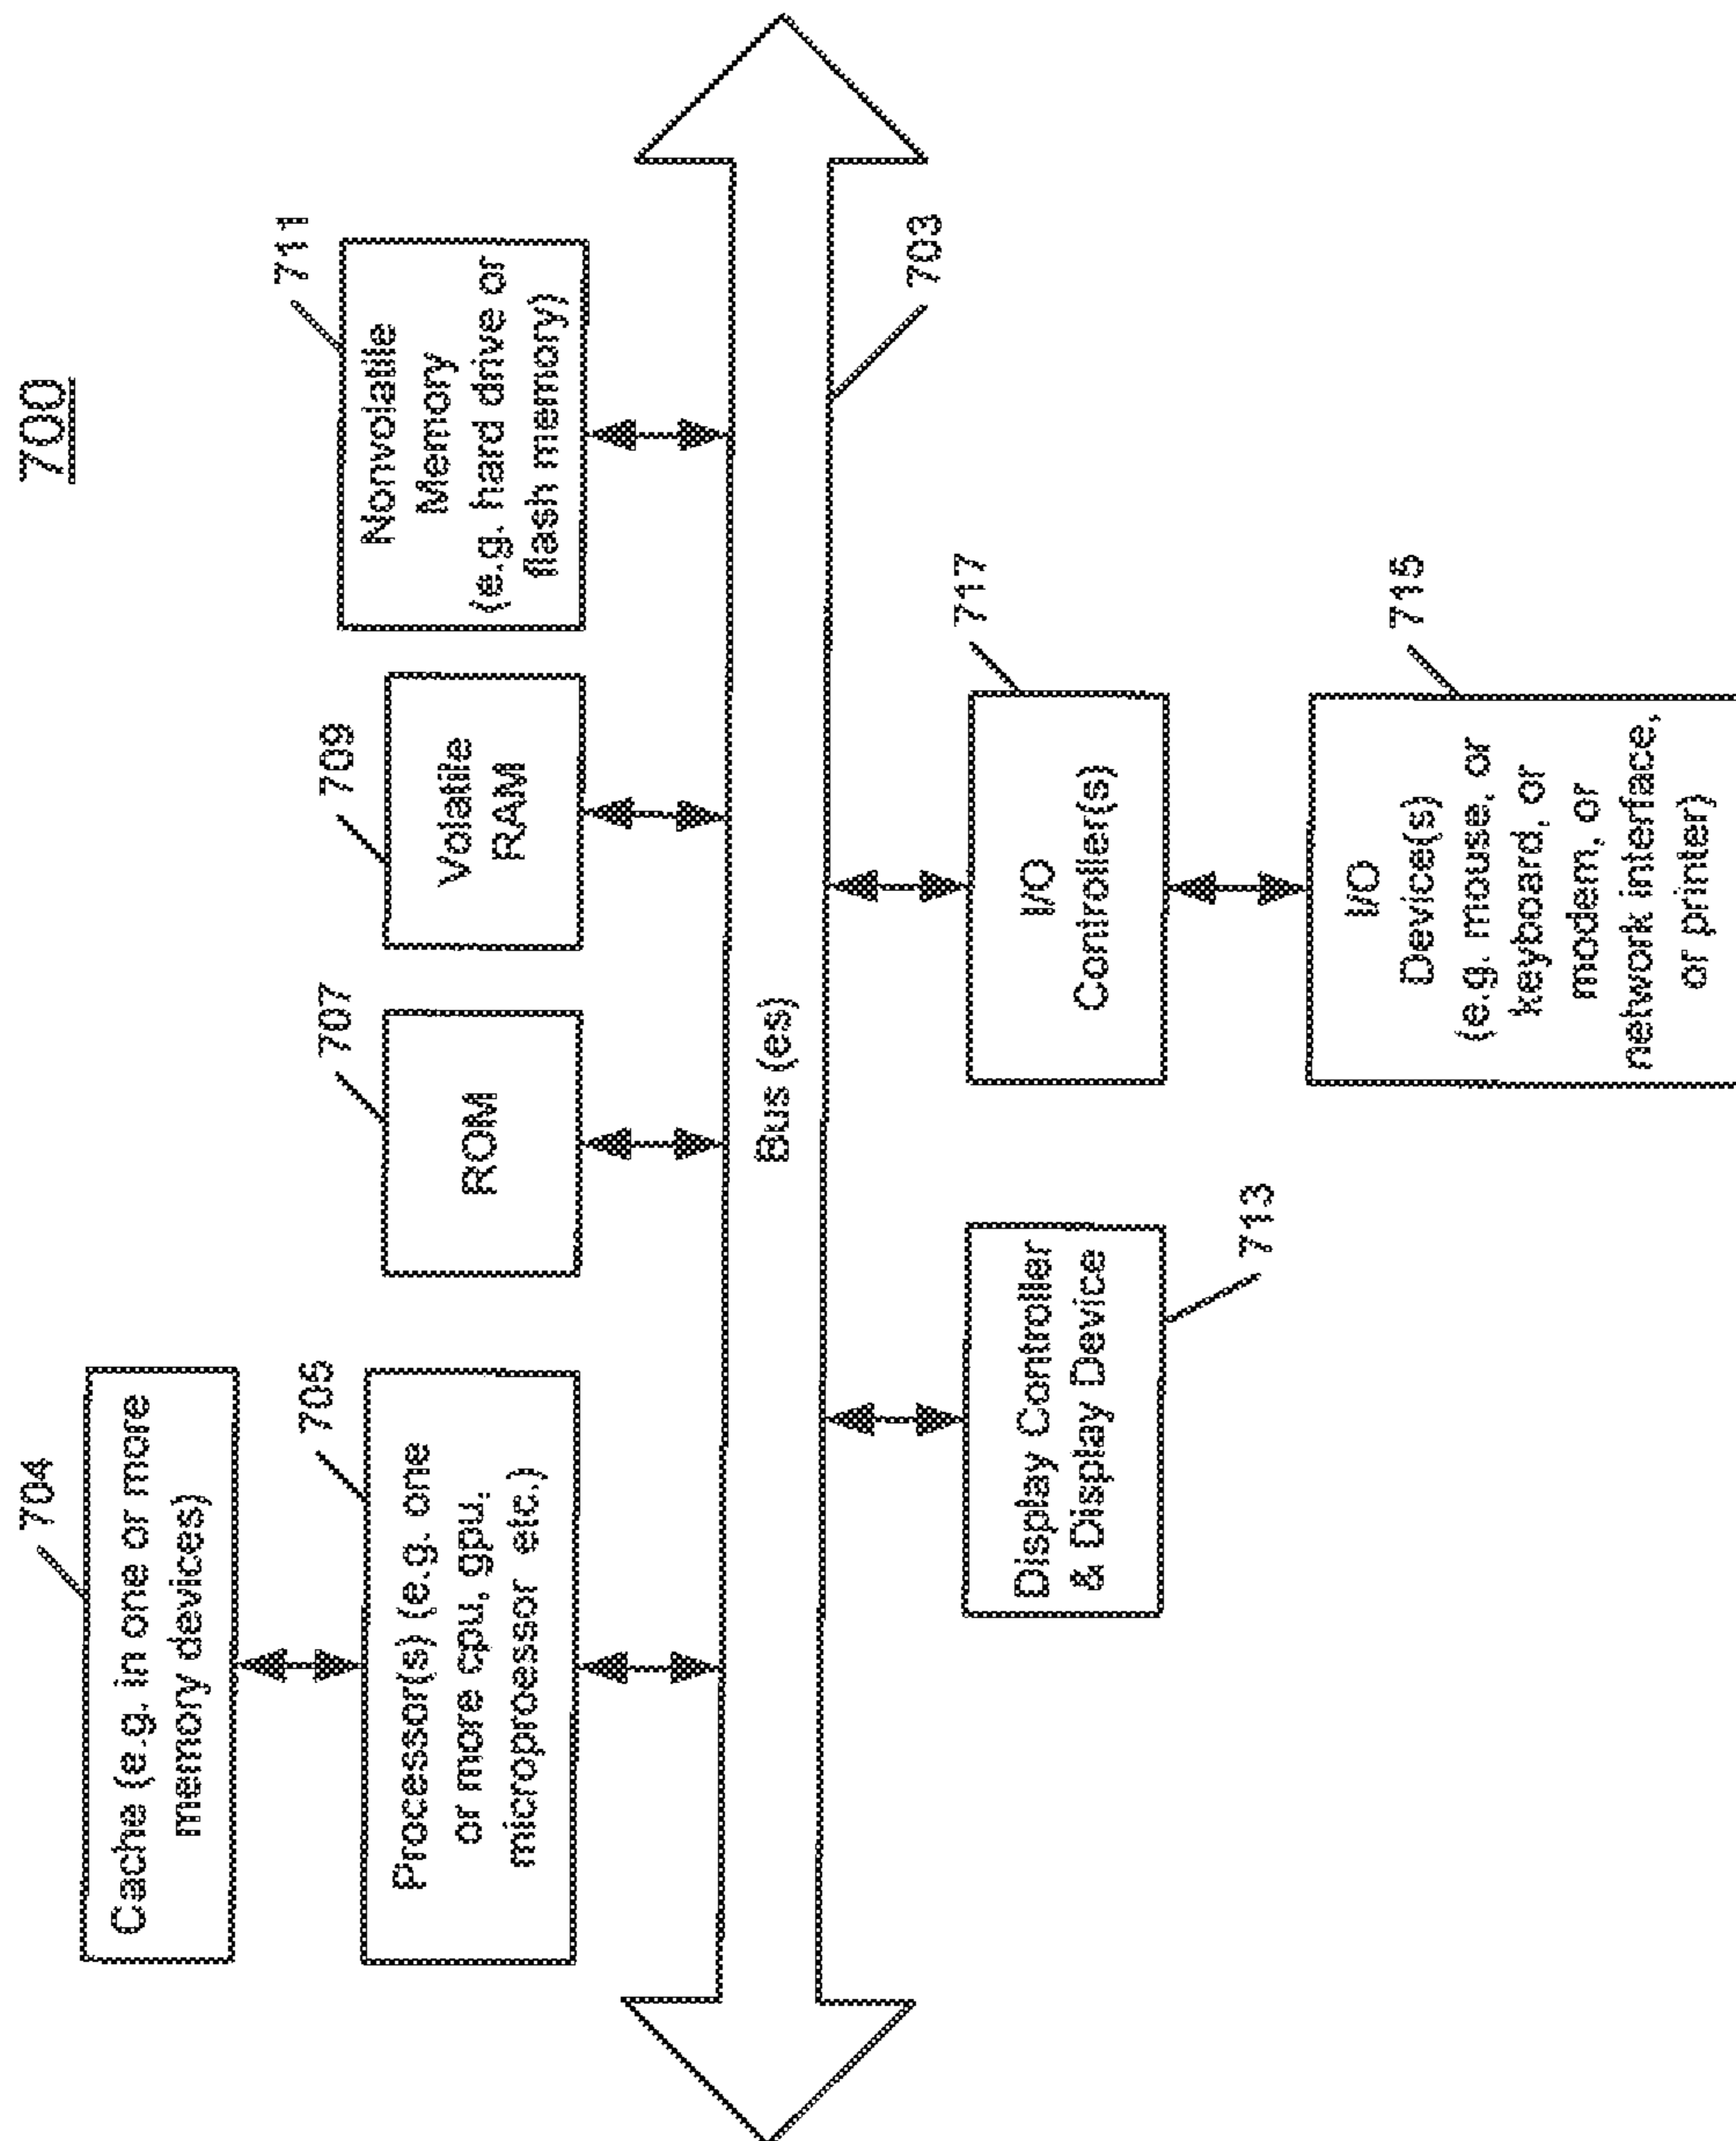 700
704
Cache (e.g. in one or more
memory devices)
705
Processor(s) (e.g. one
or more cpu, gpu,
microproessor etc.)
707
ROM
709
Volatile
RAM
711
Nonvolatile
Memory
(e.g. hard drive or
flash memory)
Bus (es)
703
713
Display Controller
& Display Device
717
I/O
Controller(s)
715
I/O
Device(s)
(e.g. mouse, or
keyboard, or
modem, or
network interface,
or printer)